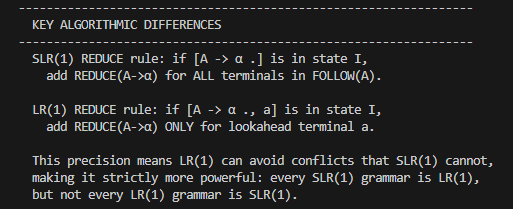 -----------------------------------------------------------------
KEY ALGORITHMIC DIFFERENCES
-----------------------------------------------------------------
SLR(1) REDUCE rule: if [A -> α .] is in state I,
add REDUCE(A->α) for ALL terminals in FOLLOW(A).
LR(1) REDUCE rule: if [A -> α ., a] is in state I,
add REDUCE(A->α) ONLY for lookahead terminal a.
This precision means LR(1) can avoid conflicts that SLR(1) cannot,
making it strictly more powerful: every SLR(1) grammar is LR(1),
but not every LR(1) grammar is SLR(1).